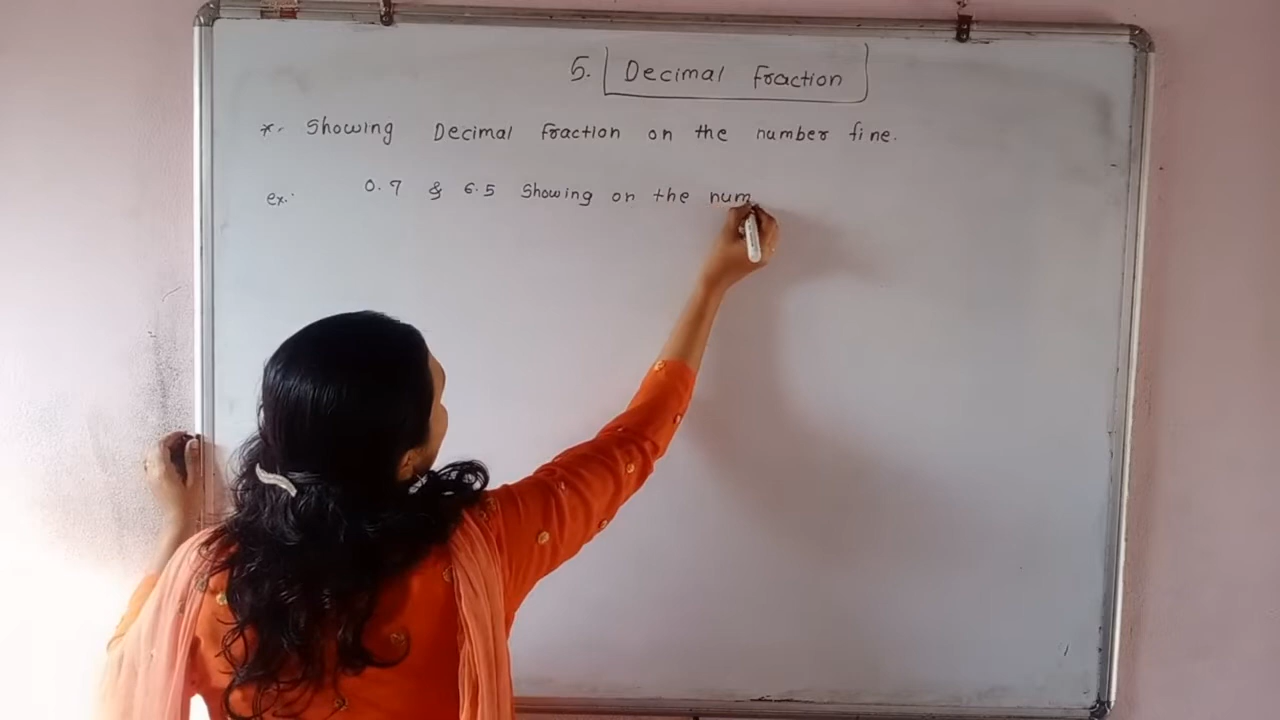 5. Decimal Fraction
*. Showing Decimal Fraction on the number fine.
ex:- 0.7 & 6.5 Showing on the num